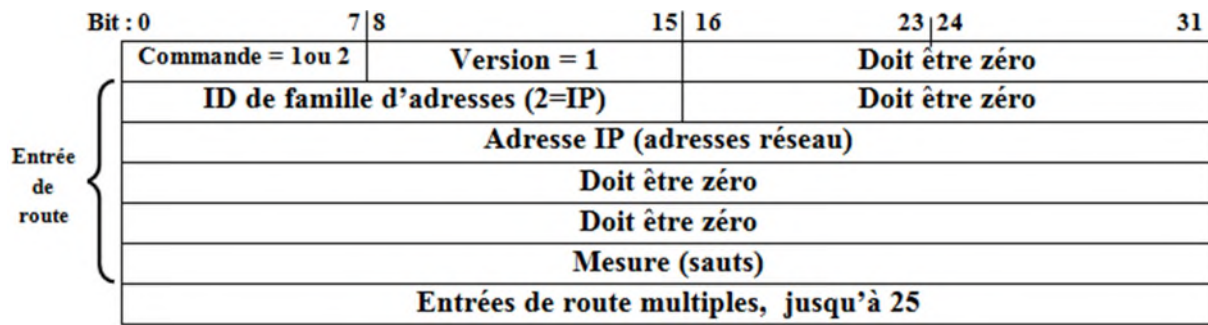 Bit : 0 7 8 15 16 23 24 31
Commande = 1ou 2 Version = 1 Doit être zéro
ID de famille d'adresses (2=IP) Doit être zéro
Adresse IP (adresses réseau)
Entrée
de
route
Doit être zéro
Doit être zéro
Mesure (sauts)
Entrées de route multiples, jusqu'à 25